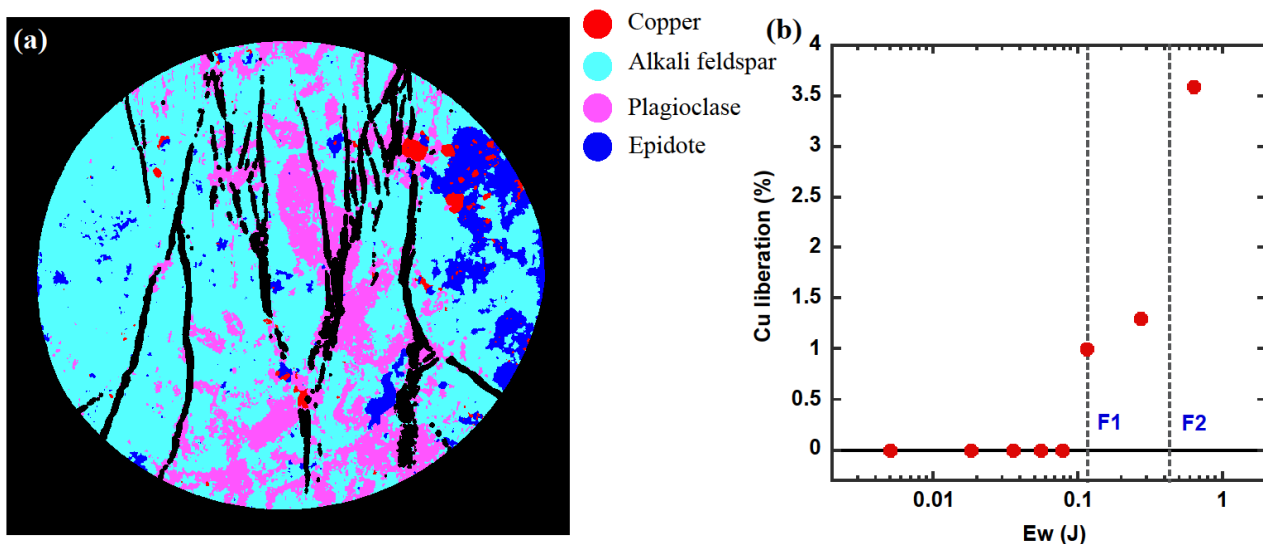 (a)
Copper
Alkali feldspar
Plagioclase
Epidote
(b)
Cu liberation (%)
4
3.5
3
2.5
2
1.5
1
0.5
0
F1
F2
0.01
0.1
1
Ew (J)